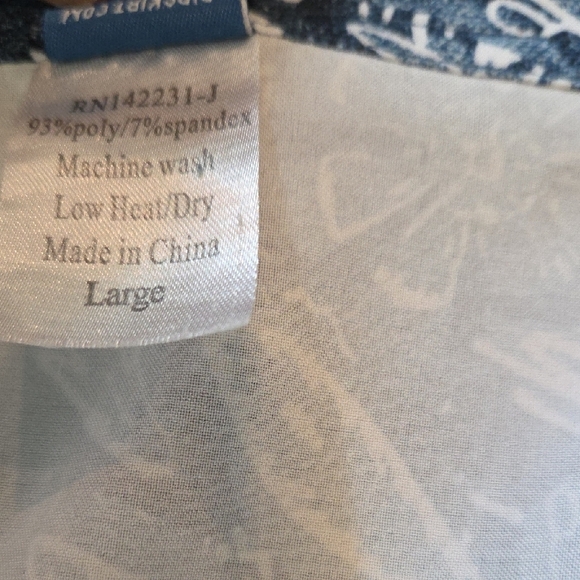 RN142231-J
93%poly/7%spandex
Machine wash
Low Heat/Dry
Made in China
Large